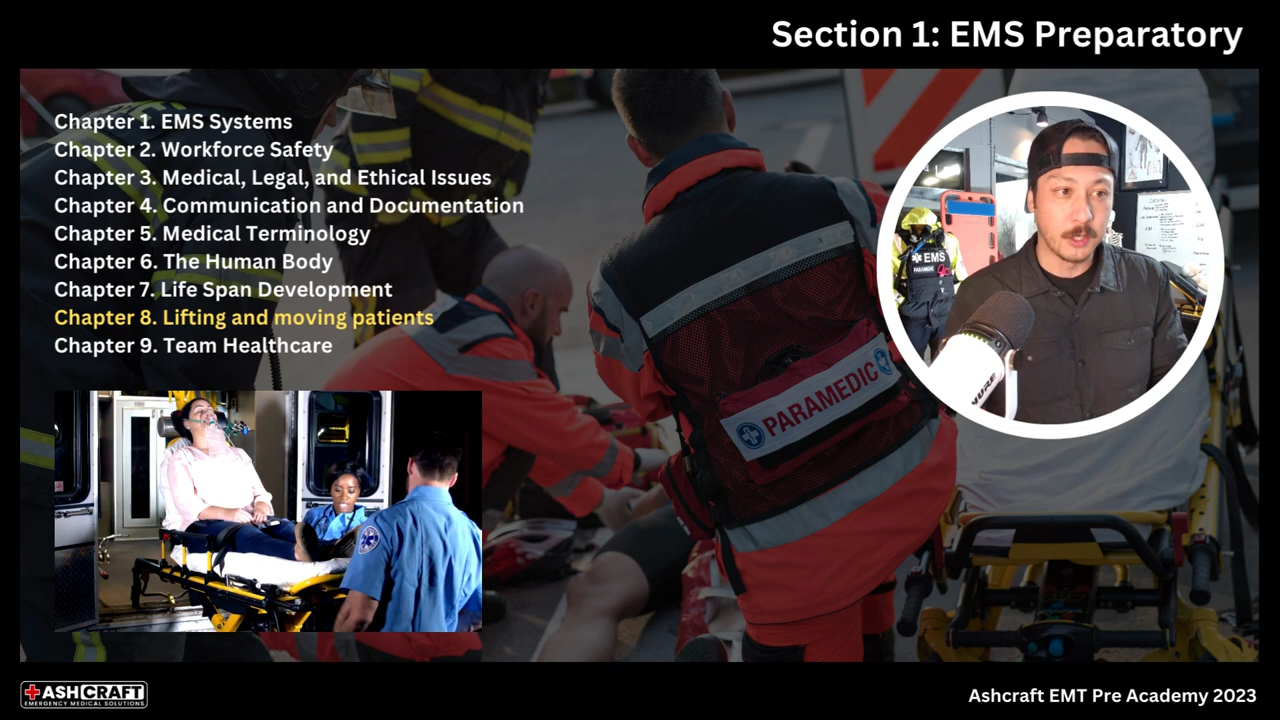 Section 1: EMS Preparatory
Chapter 1. EMS Systems
Chapter 2. Workforce Safety
Chapter 3. Medical, Legal, and Ethical Issues
Chapter 4. Communication and Documentation
Chapter 5. Medical Terminology
Chapter 6. The Human Body
Chapter 7. Life Span Development
Chapter 8. Lifting and moving patients
Chapter 9. Team Healthcare
EMS
PARAMEDIC
PARAMEDIC
ASHCRAFT
EMERGENCY MEDICAL SOLUTIONS
Ashcraft EMT Pre Academy 2023